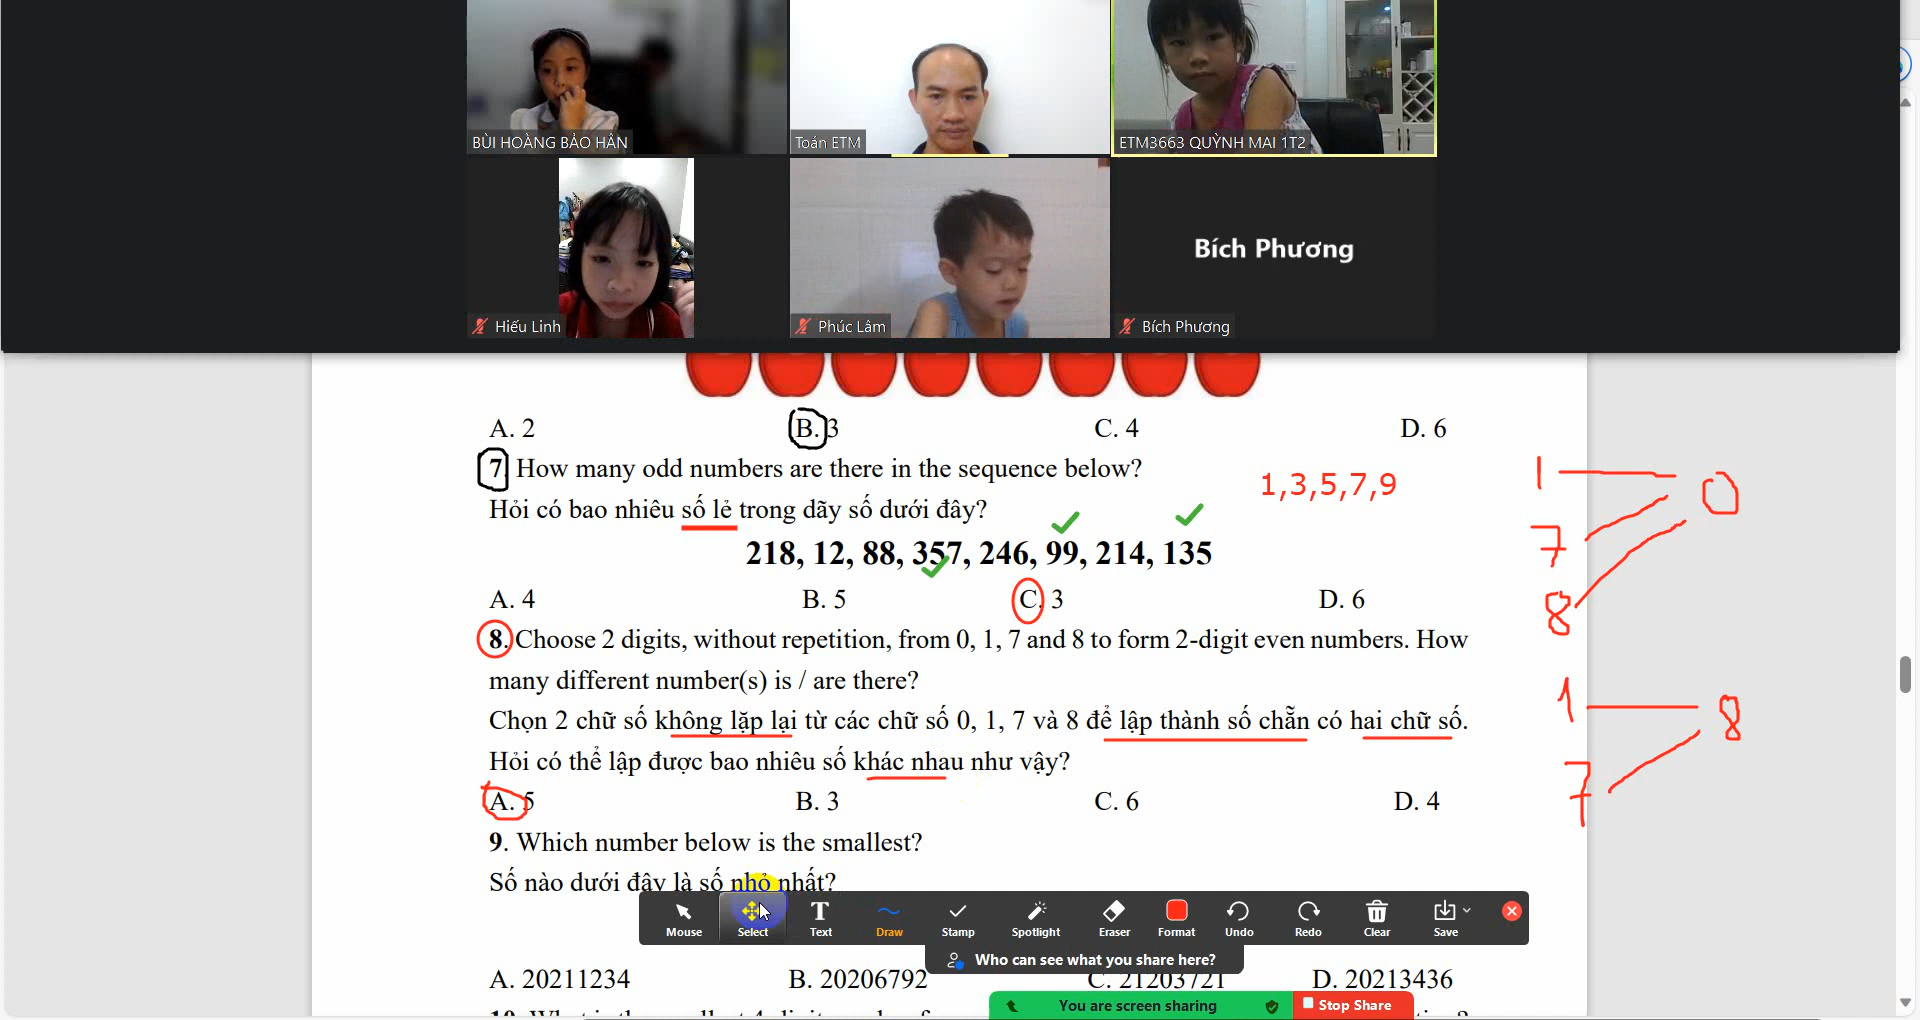 BÙI HOÀNG BẢO HÂN
Toán ETM
ETM3663 QUỲNH MAI 1T2
Hiếu Linh
Phúc Lâm
Bích Phương
Bích Phương
A. 2 B. 3 C. 4 D. 6
7. How many odd numbers are there in the sequence below?
1,3,5,7,9
Hỏi có bao nhiêu số lẻ trong dãy số dưới đây?
218, 12, 88, 357, 246, 99, 214, 135
A. 4 B. 5 C. 3 D. 6
8. Choose 2 digits, without repetition, from 0, 1, 7 and 8 to form 2-digit even numbers. How
many different number(s) is / are there?
Chọn 2 chữ số không lặp lại từ các chữ số 0, 1, 7 và 8 để lập thành số chẵn có hai chữ số.
Hỏi có thể lập được bao nhiêu số khác nhau như vậy?
A. 5 B. 3 C. 6 D. 4
1 0
7
8
1 8
7
9. Which number below is the smallest?
Số nào dưới đây là số nhỏ nhất?
Mouse Select Text Draw Stamp Spotlight Eraser Format Undo Redo Clear Save
Who can see what you share here?
A. 20211234 B. 20206792 C. 21203721 D. 20213436
You are screen sharing Stop Share